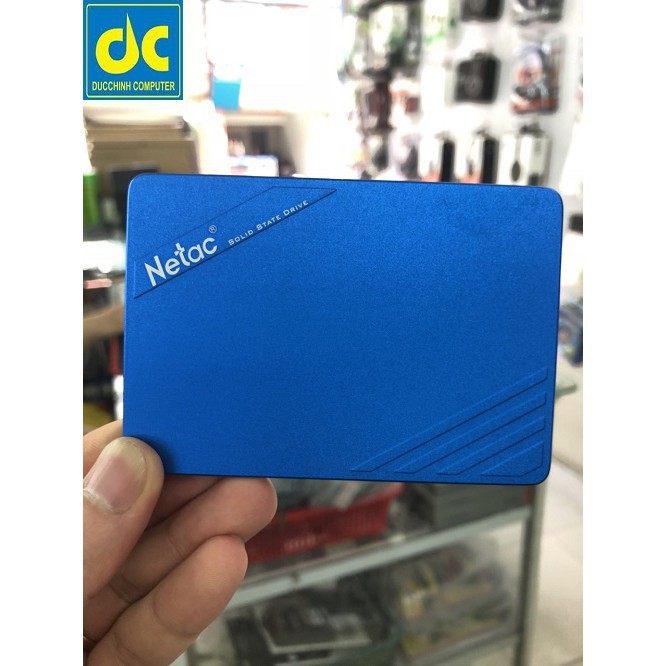 dc
DUCCHINH COMPUTER
Netac® SOLID STATE DRIVE